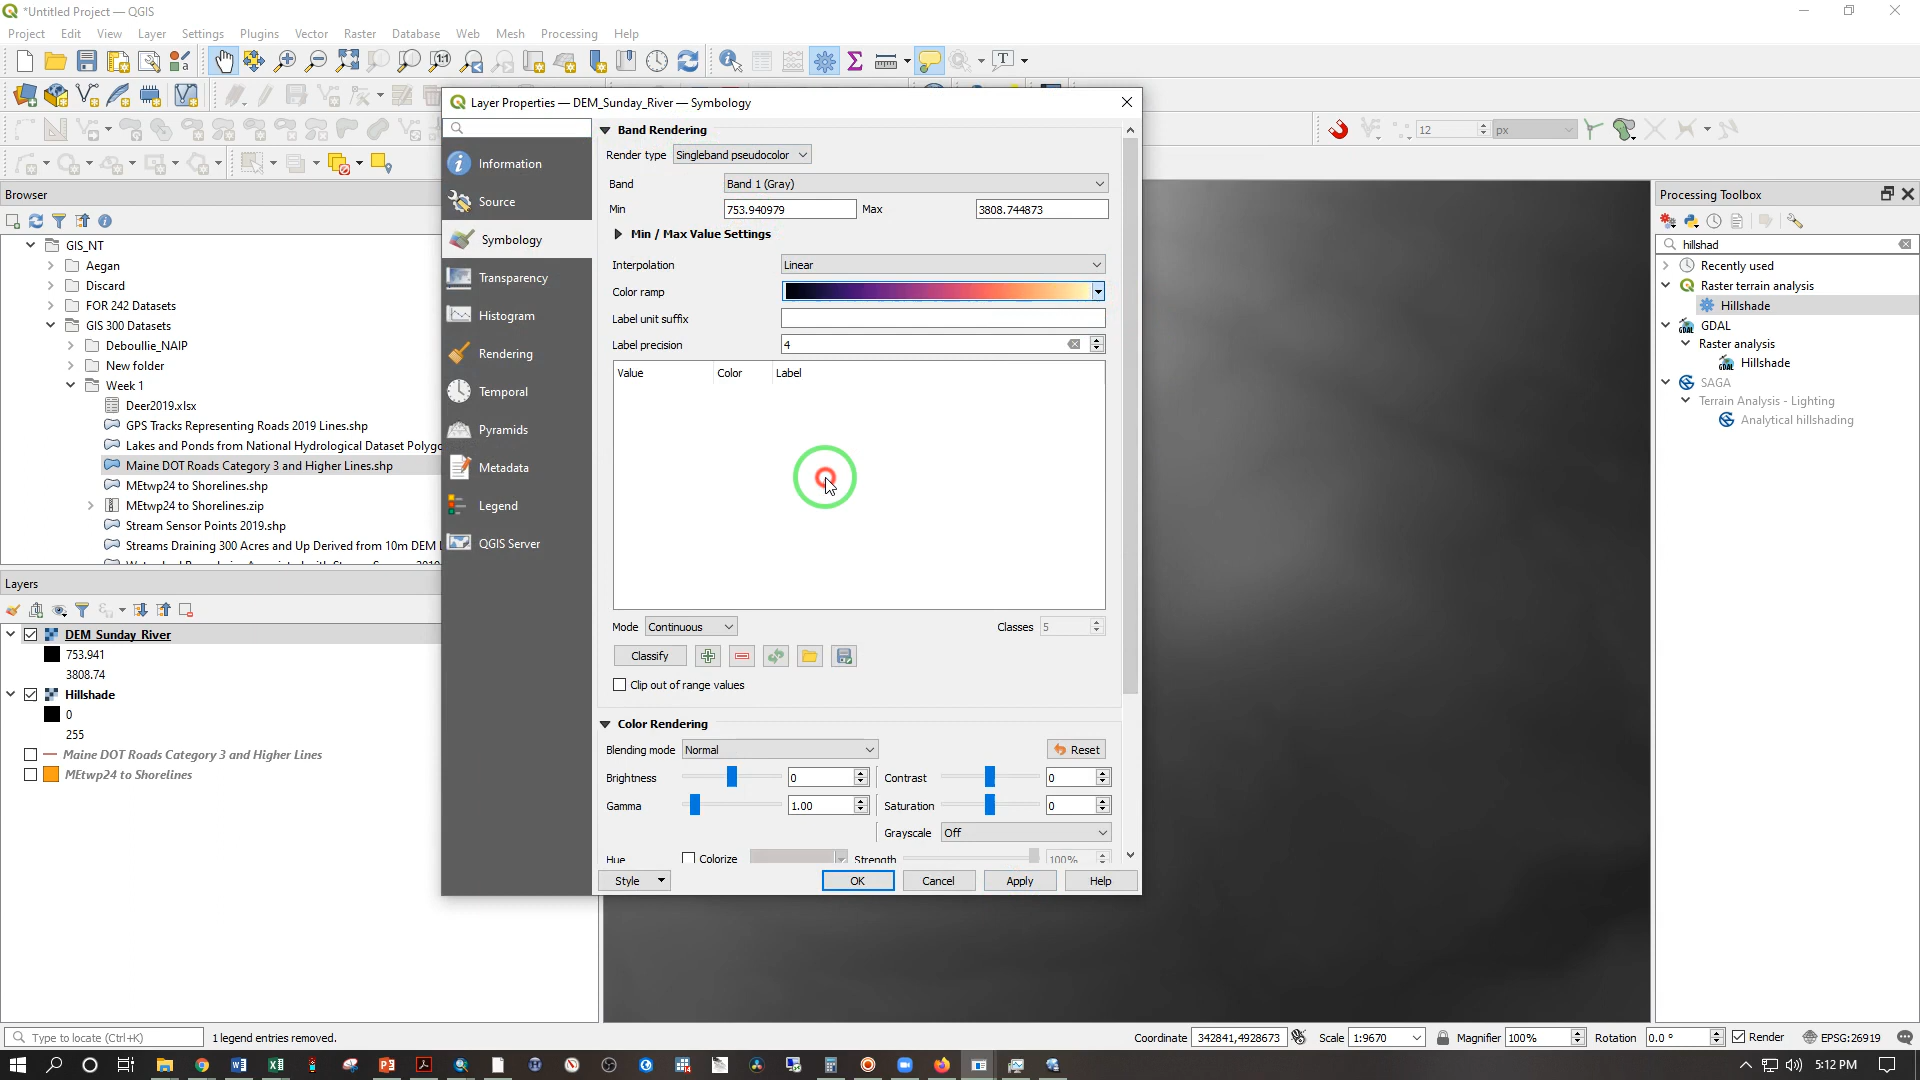 *Untitled Project — QGIS
Project Edit View Layer Settings Plugins Vector Raster Database Web Mesh Processing Help
Layer Properties — DEM_Sunday_River — Symbology
12 px
Browser
GIS_NT
Aegan
Discard
FOR 242 Datasets
GIS 300 Datasets
Deboullie_NAIP
New folder
Week 1
Deer2019.xlsx
GPS Tracks Representing Roads 2019 Lines.shp
Lakes and Ponds from National Hydrological Dataset Polygo
Maine DOT Roads Category 3 and Higher Lines.shp
MEtwp24 to Shorelines.shp
MEtwp24 to Shorelines.zip
Stream Sensor Points 2019.shp
Streams Draining 300 Acres and Up Derived from 10m DEM
Layers
DEM_Sunday_River
753.941
3808.74
Hillshade
0
255
Maine DOT Roads Category 3 and Higher Lines
MEtwp24 to Shorelines
Information
Source
Symbology
Transparency
Histogram
Rendering
Temporal
Pyramids
Metadata
Legend
QGIS Server
Band Rendering
Render type Singleband pseudocolor
Band Band 1 (Gray)
Min 753.940979 Max 3808.744873
Min / Max Value Settings
Interpolation Linear
Color ramp
Label unit suffix
Label precision 4
Value Color Label
Mode Continuous Classes 5
Classify
Clip out of range values
Color Rendering
Blending mode Normal Reset
Brightness 0 Contrast 0
Gamma 1.00 Saturation 0
Grayscale Off
Hue Colorize Strength 100%
Style OK Cancel Apply Help
Processing Toolbox
hillshad
Recently used
Raster terrain analysis
Hillshade
GDAL
Raster analysis
Hillshade
SAGA
Terrain Analysis - Lighting
Analytical hillshading
Type to locate (Ctrl+K) 1 legend entries removed. Coordinate 342841,4928673 Scale 1:9670 Magnifier 100% Rotation 0.0 ° Render EPSG:26919
5:12 PM